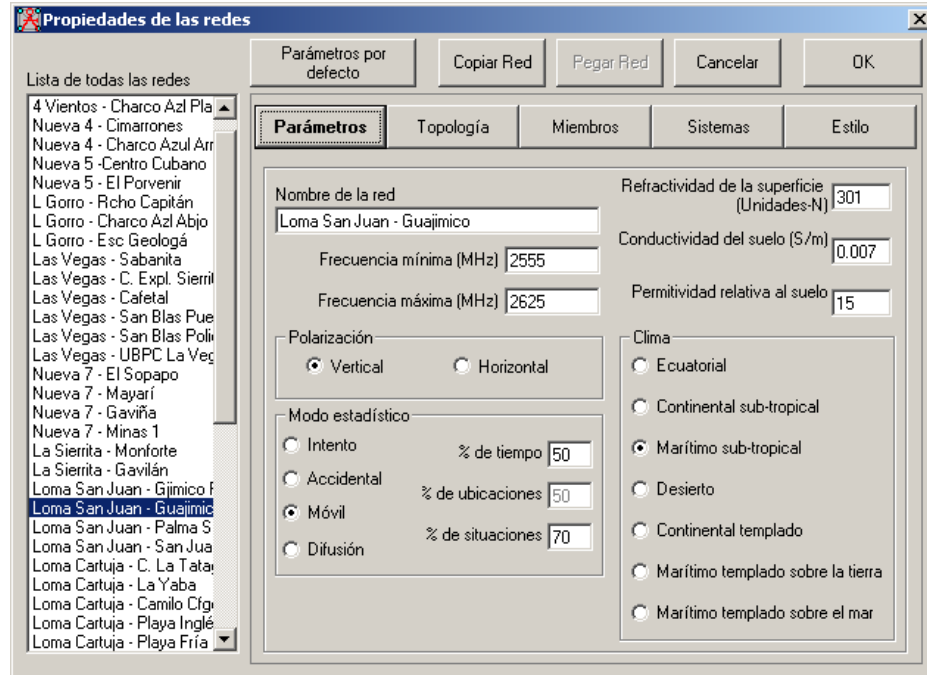 Propiedades de las redes
Parámetros por defecto
Copiar Red
Pegar Red
Cancelar
OK
Lista de todas las redes
4 Vientos - Charco Azl Pla
Nueva 4 - Cimarrones
Nueva 4 - Charco Azul Arr
Nueva 5 -Centro Cubano
Nueva 5 - El Porvenir
L Gorro - Rcho Capitán
L Gorro - Charco Azl Abjo
L Gorro - Esc Geologá
Las Vegas - Sabanita
Las Vegas - C. Expl. Sierrit
Las Vegas - Cafetal
Las Vegas - San Blas Pue
Las Vegas - San Blas Poli
Las Vegas - UBPC La Veg
Nueva 7 - El Sopapo
Nueva 7 - Mayarí
Nueva 7 - Gaviña
Nueva 7 - Minas 1
La Sierrita - Monforte
La Sierrita - Gavilán
Loma San Juan - Gjimico F
Loma San Juan - Guajimic
Loma San Juan - Palma S
Loma San Juan - San Jua
Loma Cartuja - C. La Tata
Loma Cartuja - La Yaba
Loma Cartuja - Camilo Cfg
Loma Cartuja - Playa Inglé
Loma Cartuja - Playa Fría
Parámetros
Topología
Miembros
Sistemas
Estilo
Nombre de la red
Loma San Juan - Guajimico
Frecuencia mínima (MHz) 2555
Frecuencia máxima (MHz) 2625
Refractividad de la superficie
(Unidades-N) 301
Conductividad del suelo (S/m) 0.007
Permitividad relativa al suelo 15
Polarización
Vertical
Horizontal
Modo estadístico
Intento
Accidental
Móvil
Difusión
% de tiempo 50
% de ubicaciones 50
% de situaciones 70
Clima
Ecuatorial
Continental sub-tropical
Marítimo sub-tropical
Desierto
Continental templado
Marítimo templado sobre la tierra
Marítimo templado sobre el mar